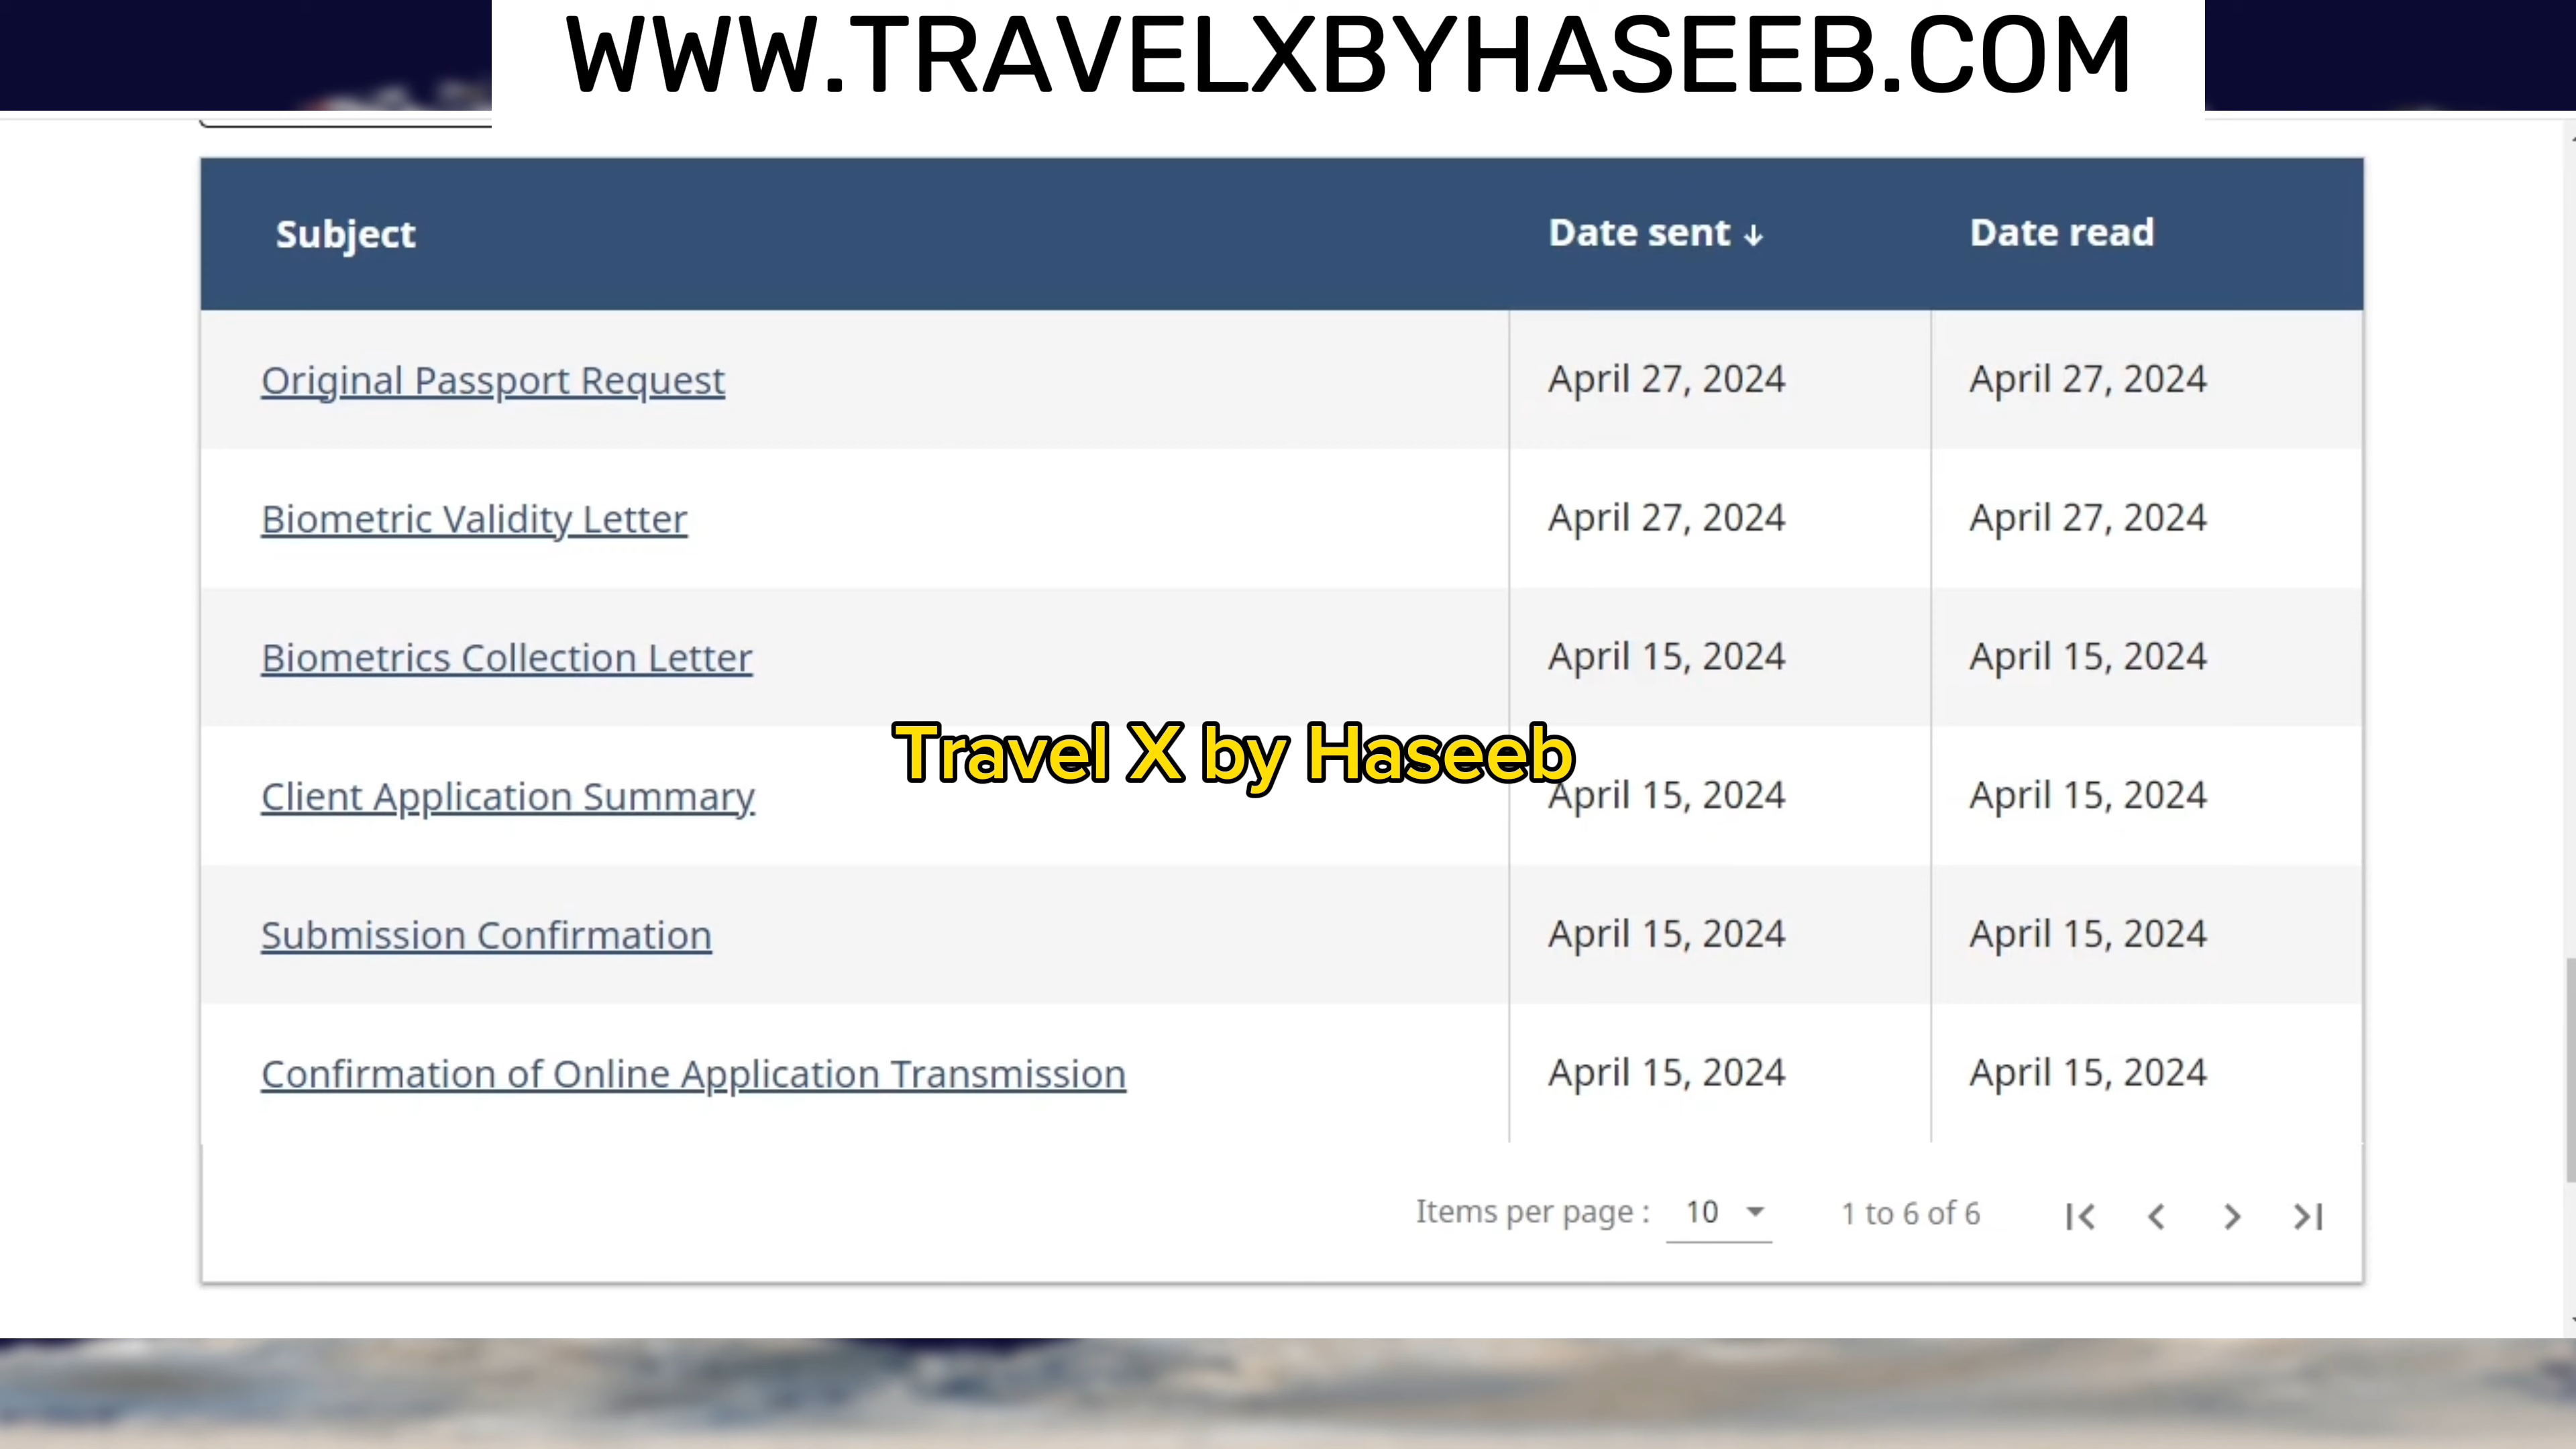 WWW.TRAVELXBYHASEEB.COM
Subject Date sent ↓ Date read
Original Passport Request April 27, 2024 April 27, 2024
Biometric Validity Letter April 27, 2024 April 27, 2024
Biometrics Collection Letter April 15, 2024 April 15, 2024
Travel X by Haseeb
Client Application Summary April 15, 2024 April 15, 2024
Submission Confirmation April 15, 2024 April 15, 2024
Confirmation of Online Application Transmission April 15, 2024 April 15, 2024
Items per page : 10 1 to 6 of 6